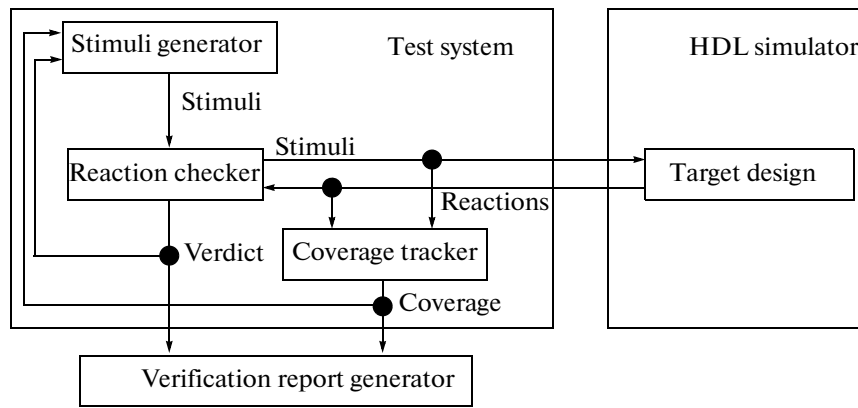 Stimuli generator
Test system
HDL simulator
Stimuli
Stimuli
Reaction checker
Target design
Reactions
Verdict
Coverage tracker
Coverage
Verification report generator